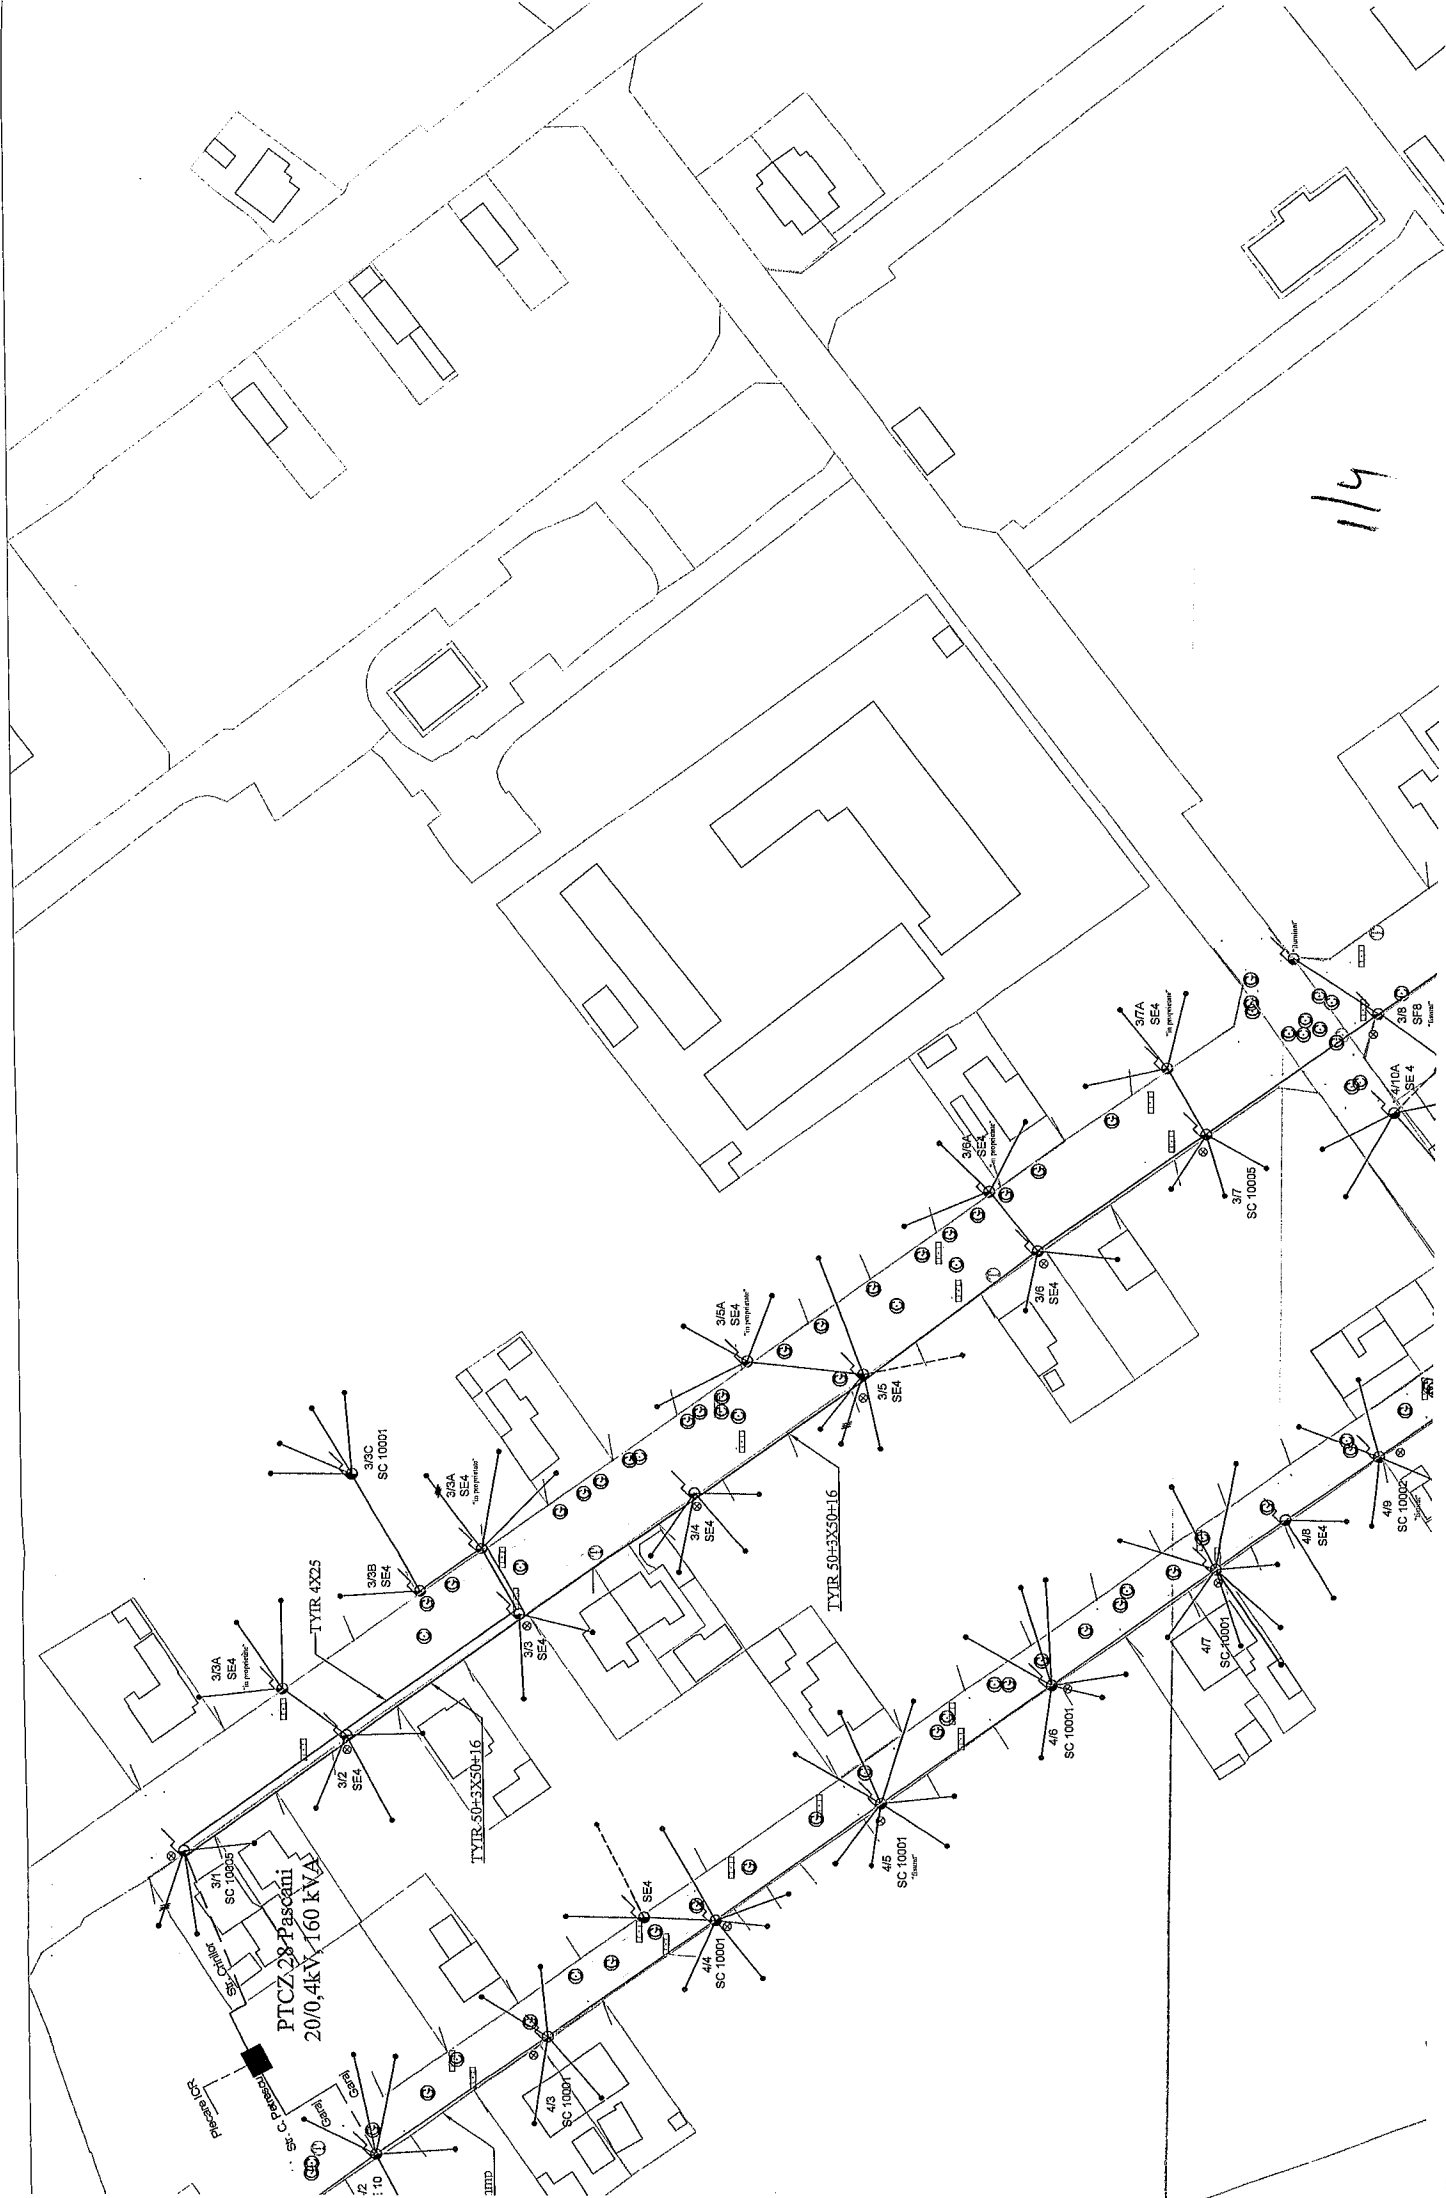 1/4
3/7A
SE4
"in proprietate"
3/8
SF8
4/10A
SE 4
3/6A
SE4
"in proprietate"
3/7
SC 10005
3/6
SE4
3/5A
SE4
"in proprietate"
3/5
SE4
3/3C
SC 10001
3/3A
SE4
"in proprietate"
3/4
SE4
TYIR 50+3X50+16
3/3B
SE4
TYIR 4X25
3/3
SE4
3/3A
SE4
"in proprietate"
3/2
SE4
TYIR 50+3X50+16
3/1
SC 10005
PTCZ 28 Pascani
20/0,4kV, 160 kVA
Str. Crinilor
Plecare ICR
Str. C. Petrescu
Garaj
Garaj
4/3
SC 10001
SE4
4/4
SC 10001
4/5
SC 10001
4/6
SC 10001
4/7
SC 10001
4/8
SE4
4/9
SC 10002